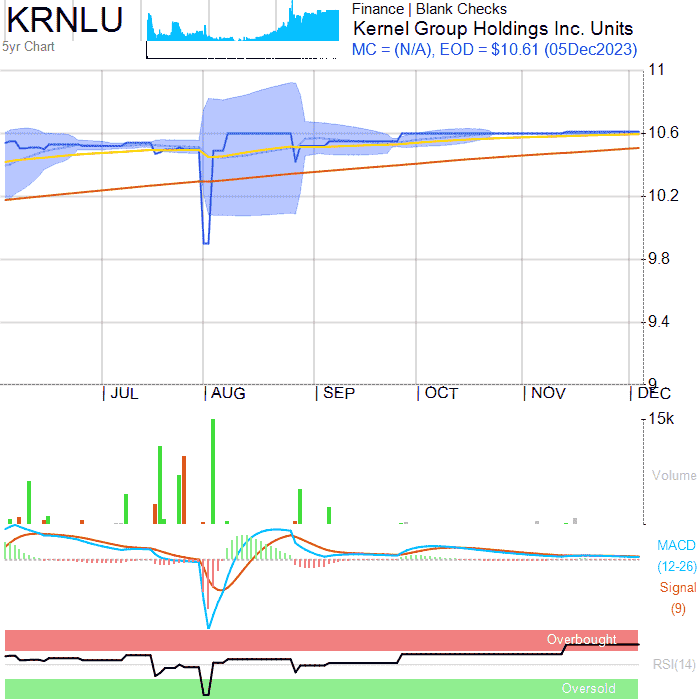 KRNLU
5yr Chart
Finance | Blank Checks
Kernel Group Holdings Inc. Units
MC = (N/A), EOD = $10.61 (05Dec2023)
11
10.6
10.2
9.8
9.4
9
JUL AUG SEP OCT NOV DEC
15k
Volume
MACD
(12-26)
Signal
(9)
Overbought
RSI(14)
Oversold